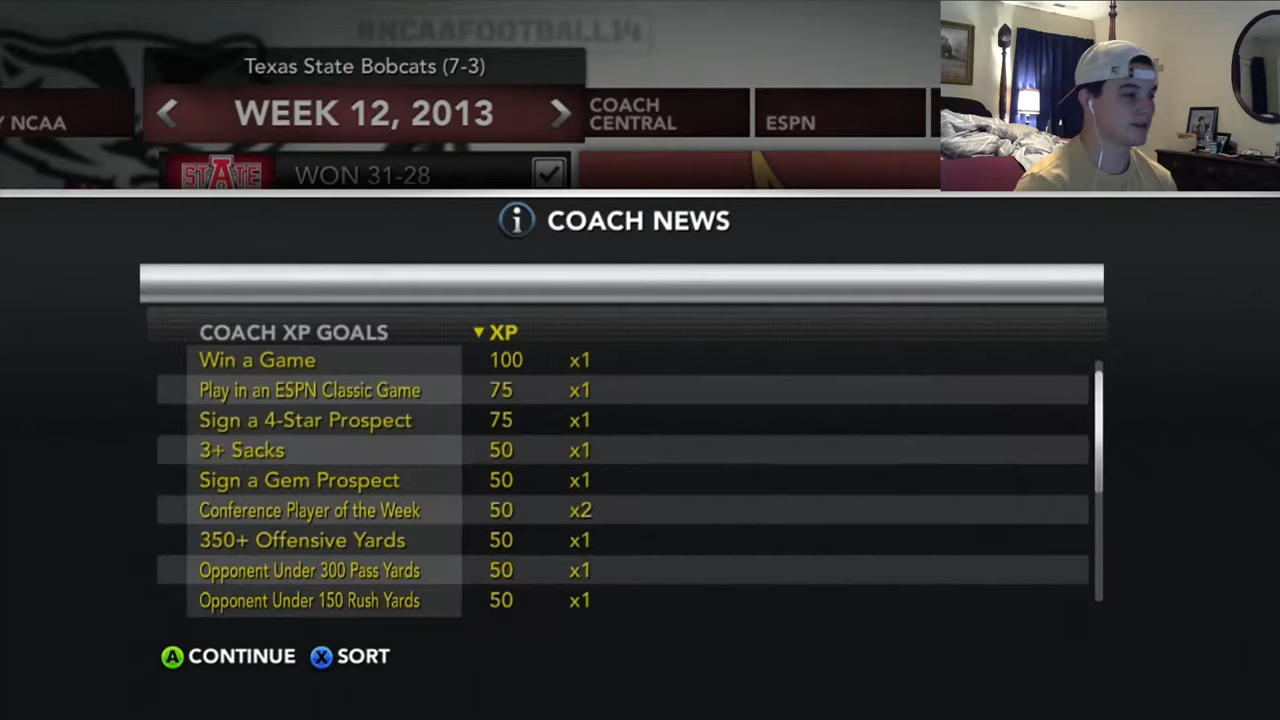 #NCAAFOOTBALL14
Texas State Bobcats (7-3)
Y NCAA
WEEK 12, 2013
COACH
CENTRAL
ESPN
STATE
WON 31-28
COACH NEWS
COACH XP GOALS XP
Win a Game 100 x1
Play in an ESPN Classic Game 75 x1
Sign a 4-Star Prospect 75 x1
3+ Sacks 50 x1
Sign a Gem Prospect 50 x1
Conference Player of the Week 50 x2
350+ Offensive Yards 50 x1
Opponent Under 300 Pass Yards 50 x1
Opponent Under 150 Rush Yards 50 x1
A CONTINUE X SORT